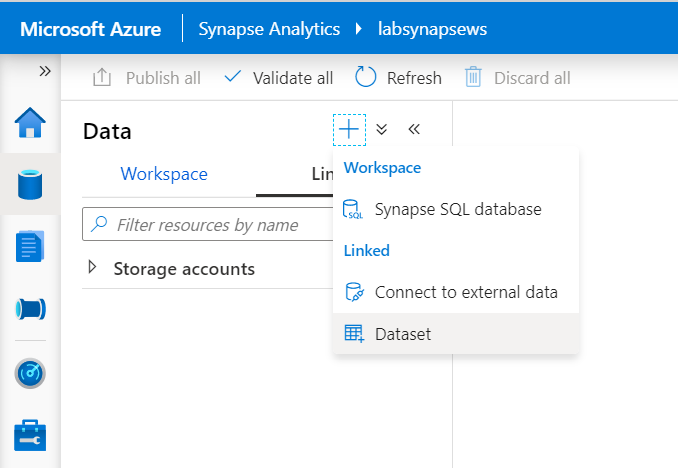 Microsoft Azure
Synapse Analytics
labsynapsews
Publish all
Validate all
Refresh
Discard all
Data
Workspace
Lin
Filter resources by name
Storage accounts
Workspace
SQL
Synapse SQL database
Linked
Connect to external data
Dataset